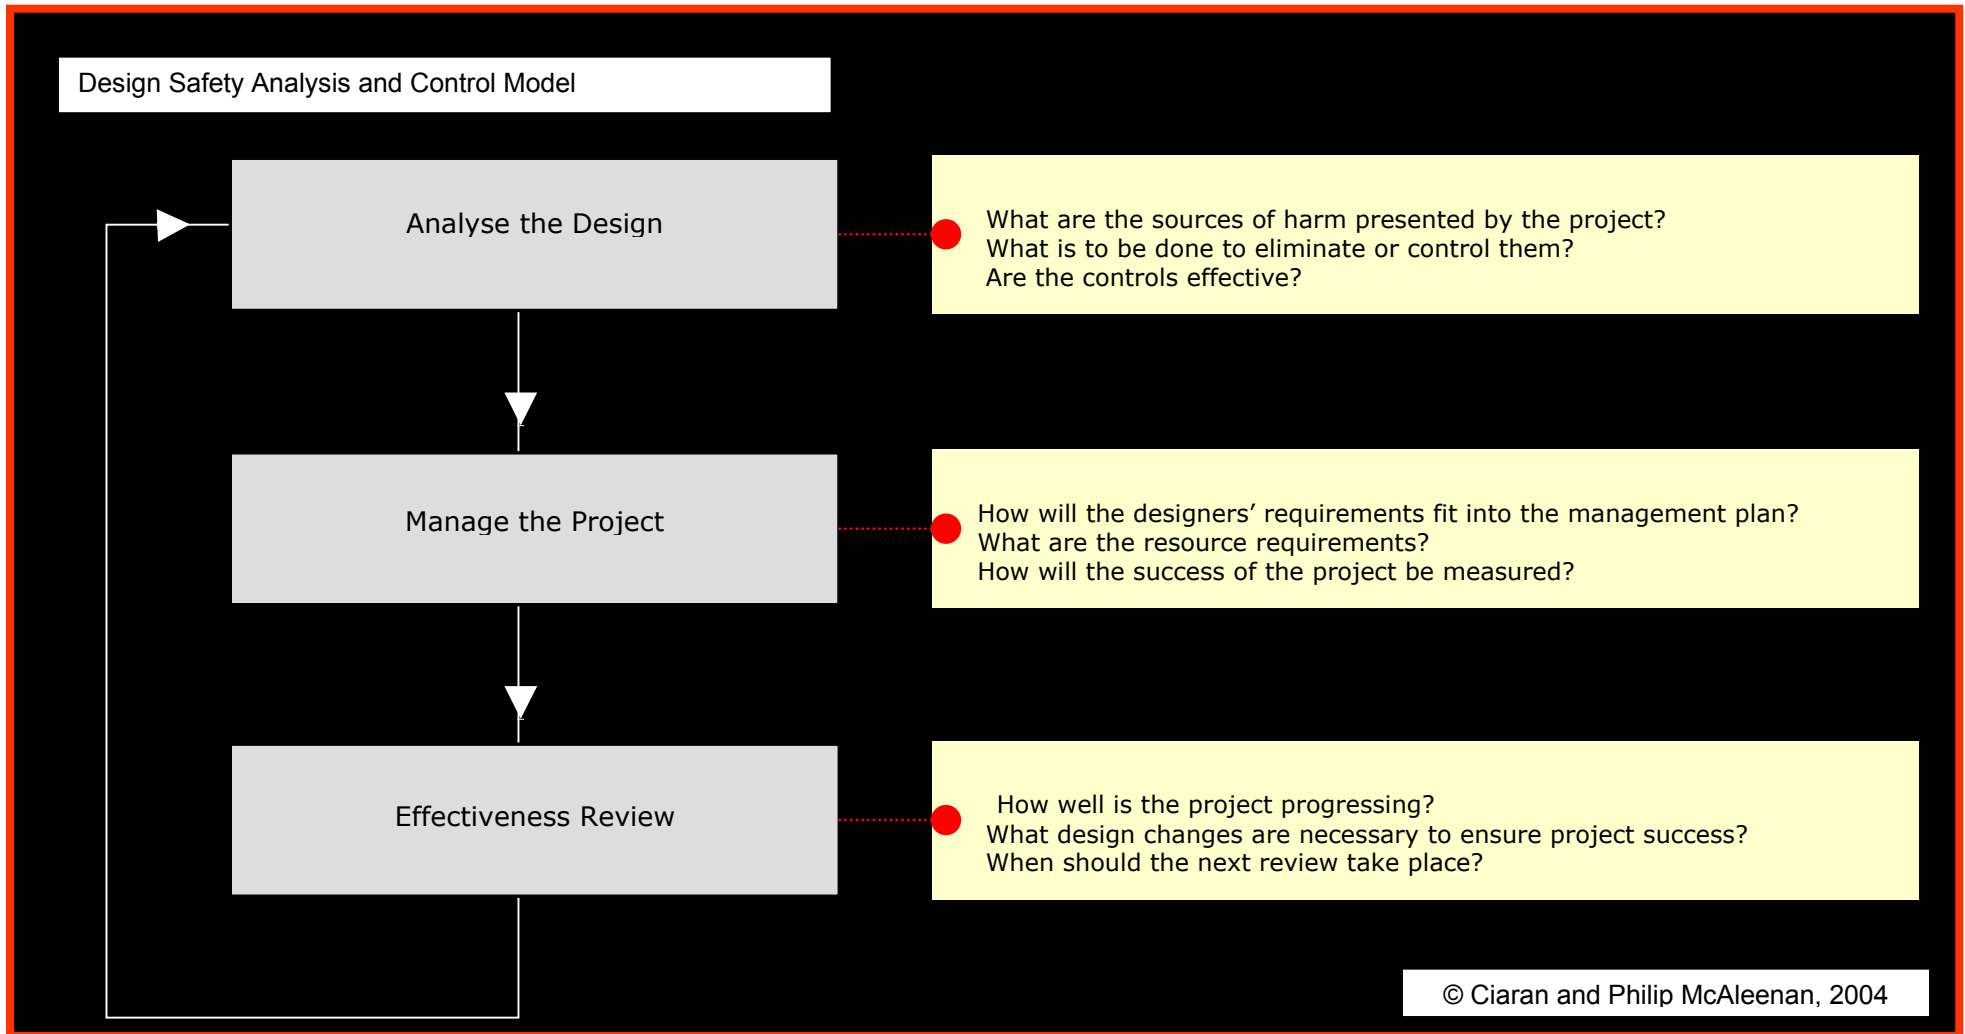 Design Safety Analysis and Control Model
Analyse the Design
What are the sources of harm presented by the project?
What is to be done to eliminate or control them?
Are the controls effective?
Manage the Project
How will the designers’ requirements fit into the management plan?
What are the resource requirements?
How will the success of the project be measured?
Effectiveness Review
How well is the project progressing?
What design changes are necessary to ensure project success?
When should the next review take place?
© Ciaran and Philip McAleenan, 2004